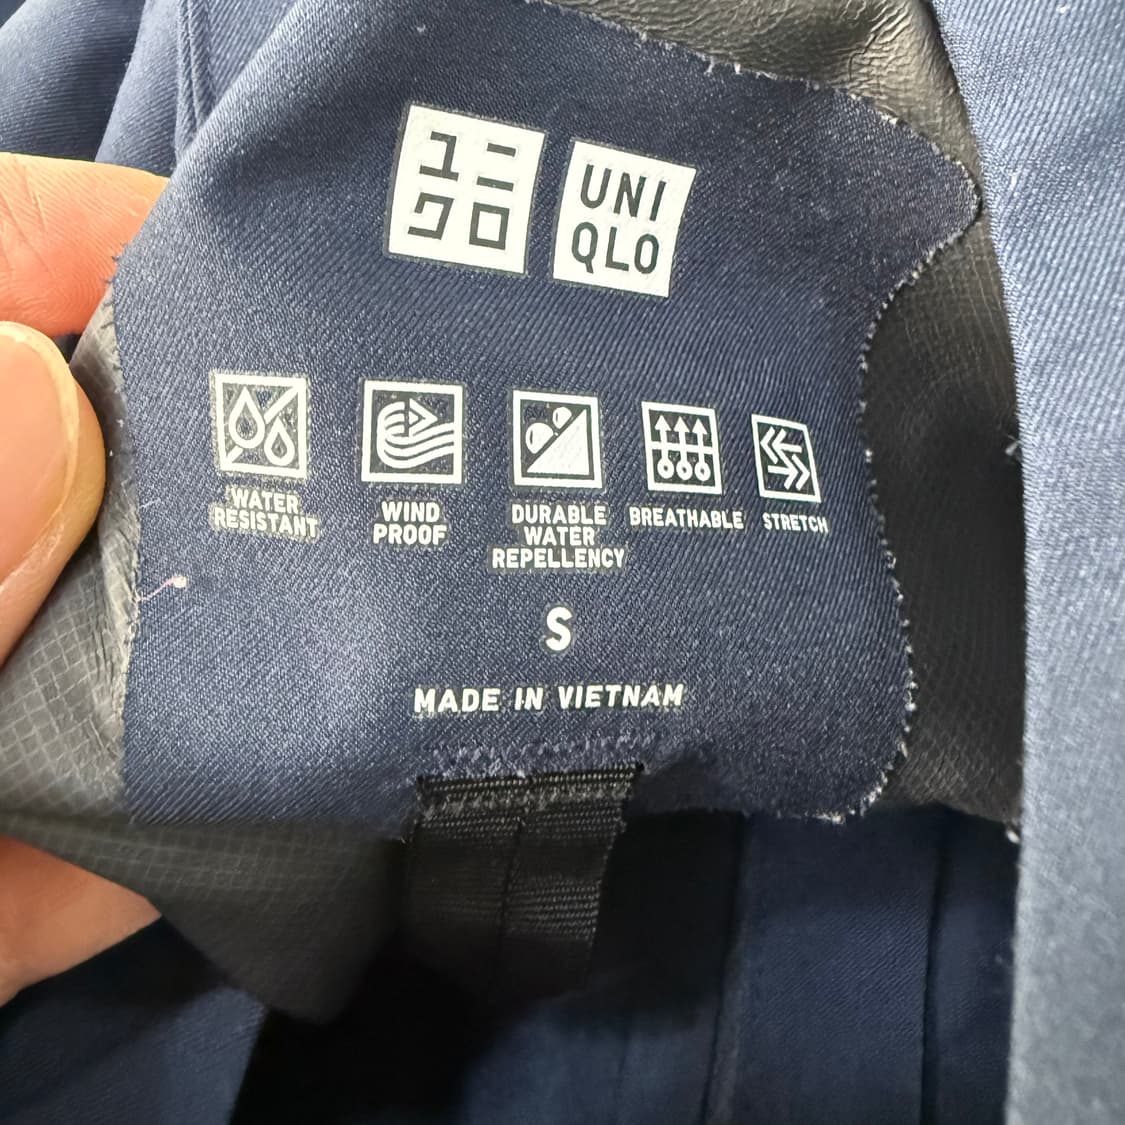 ユニ
クロ
UNI
QLO
WATER
RESISTANT
WIND
PROOF
DURABLE
WATER
REPELLENCY
BREATHABLE
STRETCH
S
MADE IN VIETNAM